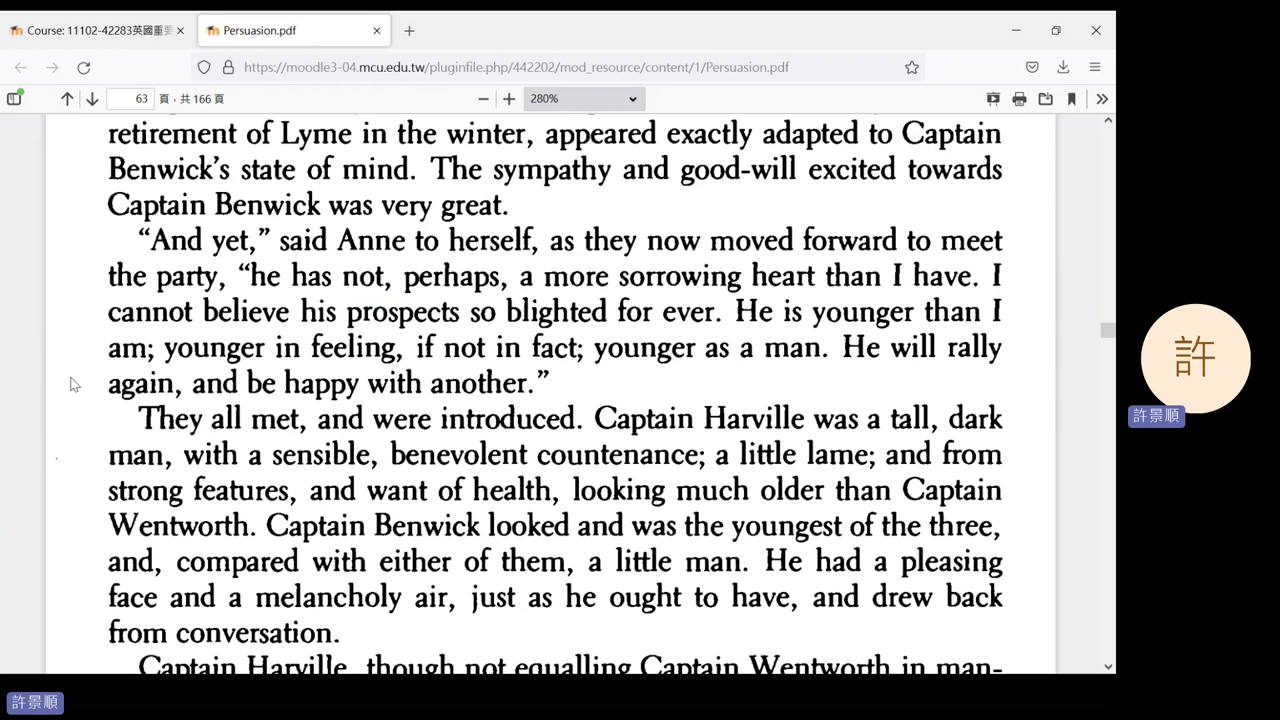 Course: 11102-42283英國重要
Persuasion.pdf
https://moodle3-04.mcu.edu.tw/pluginfile.php/442202/mod_resource/content/1/Persuasion.pdf
63 頁，共 166 頁
280%
retirement of Lyme in the winter, appeared exactly adapted to Captain
Benwick’s state of mind. The sympathy and good-will excited towards
Captain Benwick was very great.
“And yet,” said Anne to herself, as they now moved forward to meet
the party, “he has not, perhaps, a more sorrowing heart than I have. I
cannot believe his prospects so blighted for ever. He is younger than I
am; younger in feeling, if not in fact; younger as a man. He will rally
again, and be happy with another.”
They all met, and were introduced. Captain Harville was a tall, dark
man, with a sensible, benevolent countenance; a little lame; and from
strong features, and want of health, looking much older than Captain
Wentworth. Captain Benwick looked and was the youngest of the three,
and, compared with either of them, a little man. He had a pleasing
face and a melancholy air, just as he ought to have, and drew back
from conversation.
Captain Harville, though not equalling Captain Wentworth in man-
許
許景順
許景順